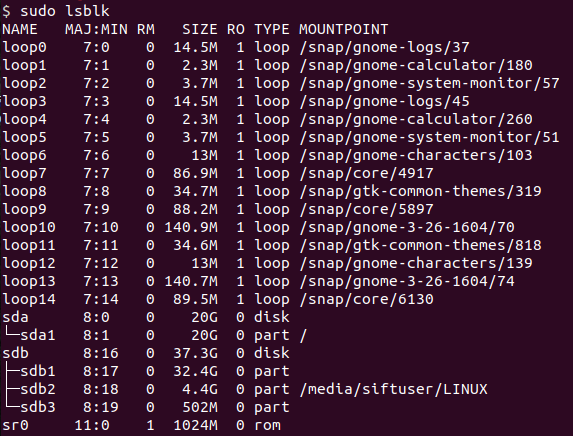 $ sudo lsblk
NAME   MAJ:MIN RM   SIZE RO TYPE MOUNTPOINT
loop0    7:0    0  14.5M  1 loop /snap/gnome-logs/37
loop1    7:1    0   2.3M  1 loop /snap/gnome-calculator/180
loop2    7:2    0   3.7M  1 loop /snap/gnome-system-monitor/57
loop3    7:3    0  14.5M  1 loop /snap/gnome-logs/45
loop4    7:4    0   2.3M  1 loop /snap/gnome-calculator/260
loop5    7:5    0   3.7M  1 loop /snap/gnome-system-monitor/51
loop6    7:6    0    13M  1 loop /snap/gnome-characters/103
loop7    7:7    0  86.9M  1 loop /snap/core/4917
loop8    7:8    0  34.7M  1 loop /snap/gtk-common-themes/319
loop9    7:9    0  88.2M  1 loop /snap/core/5897
loop10   7:10   0 140.9M  1 loop /snap/gnome-3-26-1604/70
loop11   7:11   0  34.6M  1 loop /snap/gtk-common-themes/818
loop12   7:12   0    13M  1 loop /snap/gnome-characters/139
loop13   7:13   0 140.7M  1 loop /snap/gnome-3-26-1604/74
loop14   7:14   0  89.5M  1 loop /snap/core/6130
sda      8:0    0    20G  0 disk
└─sda1   8:1    0    20G  0 part /
sdb      8:16   0  37.3G  0 disk
├─sdb1   8:17   0  32.4G  0 part
├─sdb2   8:18   0   4.4G  0 part /media/siftuser/LINUX
└─sdb3   8:19   0   502M  0 part
sr0     11:0    1  1024M  0 rom